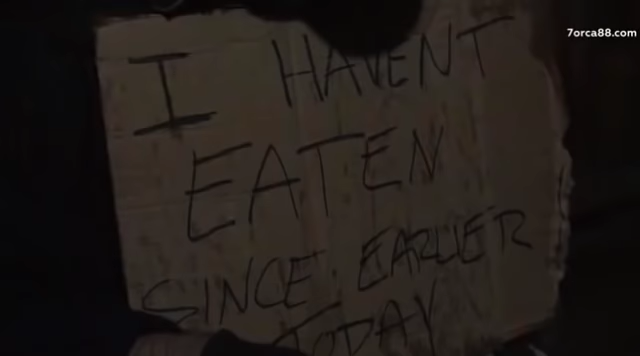 7orca88.com
I HAVENT
EATEN
SINCE EARLIER
TODAY